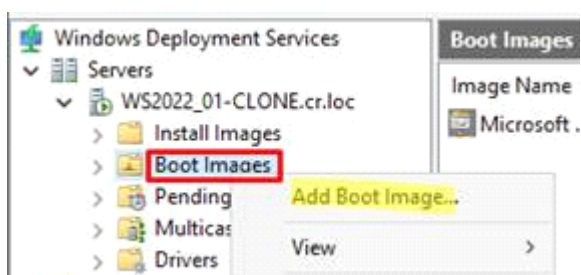 Windows Deployment Services
Servers
WS2022_01-CLONE.cr.loc
Install Images
Boot Images
Pending
Multicas
Drivers
Add Boot Image...
View
Boot Images
Image Name
Microsoft .